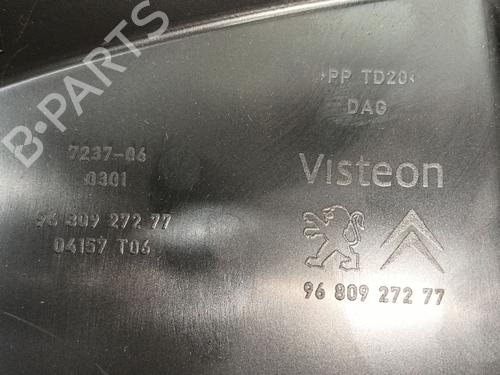 >PP TD20<
DAG
7237-06
0301
96 809 272 77
04157 T06
Visteon
96 809 272 77
B-PARTS